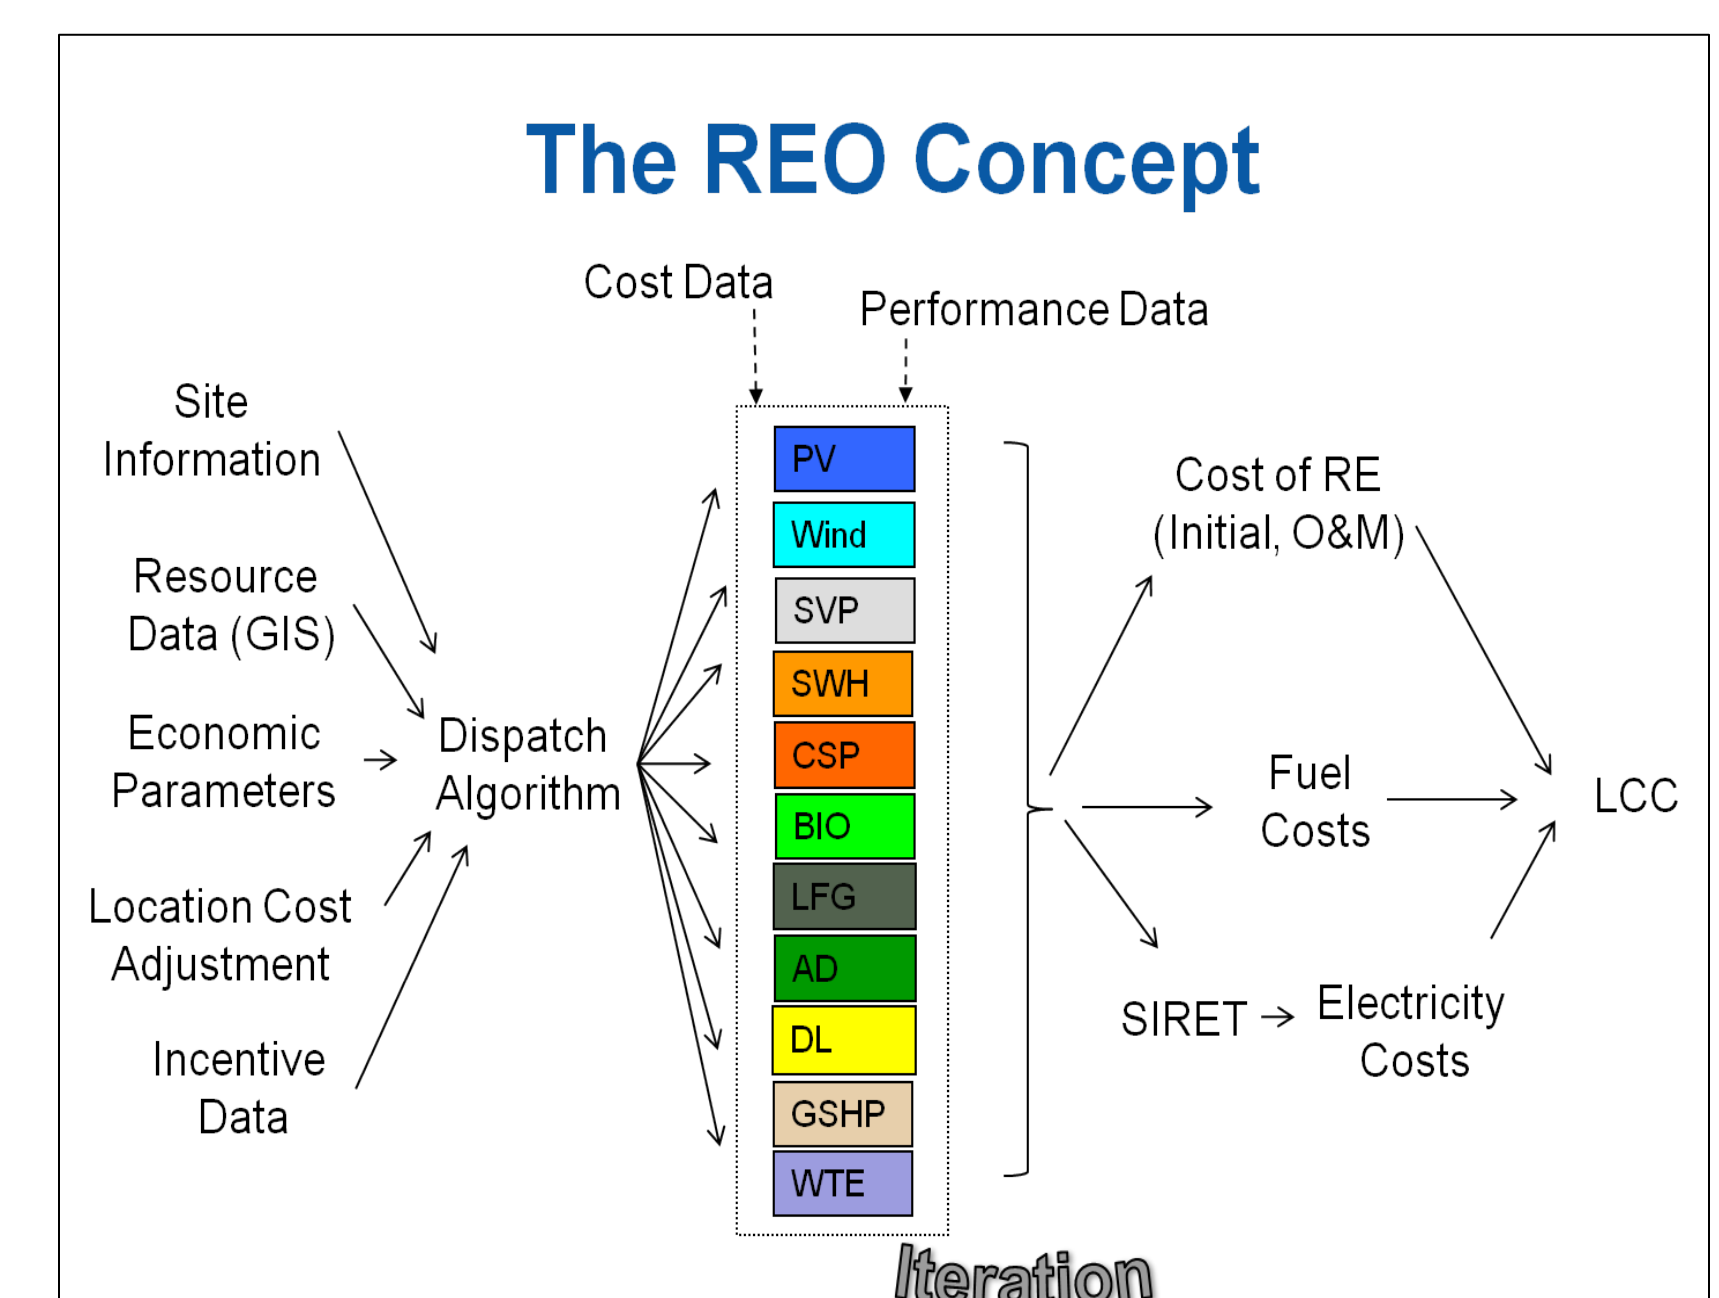 The REO Concept
Cost Data
Performance Data
Site
Information
Resource
Data (GIS)
Economic
Parameters
Location Cost
Adjustment
Incentive
Data
Dispatch
Algorithm
PV
Wind
SVP
SWH
CSP
BIO
LFG
AD
DL
GSHP
WTE
Cost of RE
(Initial, O&M)
Fuel
Costs
SIRET
Electricity
Costs
LCC
Iteration